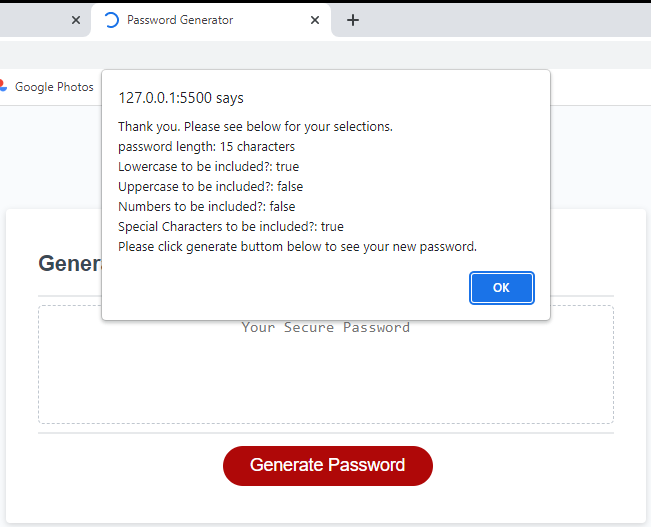 Password Generator
Google Photos
127.0.0.1:5500 says
Thank you. Please see below for your selections.
password length: 15 characters
Lowercase to be included?: true
Uppercase to be included?: false
Numbers to be included?: false
Special Characters to be included?: true
Please click generate buttom below to see your new password.
OK
Gener
Your Secure Password
Generate Password